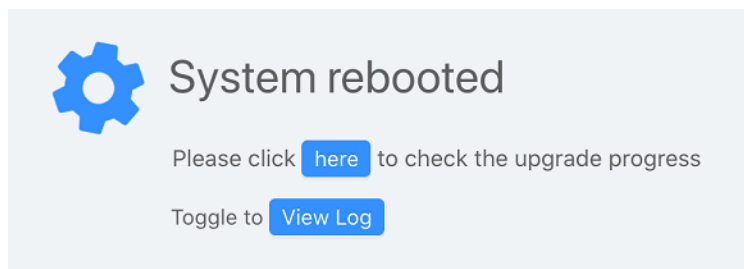 System rebooted
Please click here to check the upgrade progress
Toggle to View Log